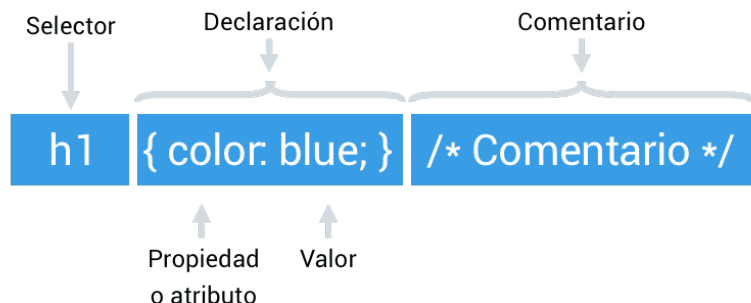 Selector Declaración Comentario
h1 { color: blue; } /* Comentario */
Propiedad Valor
o atributo